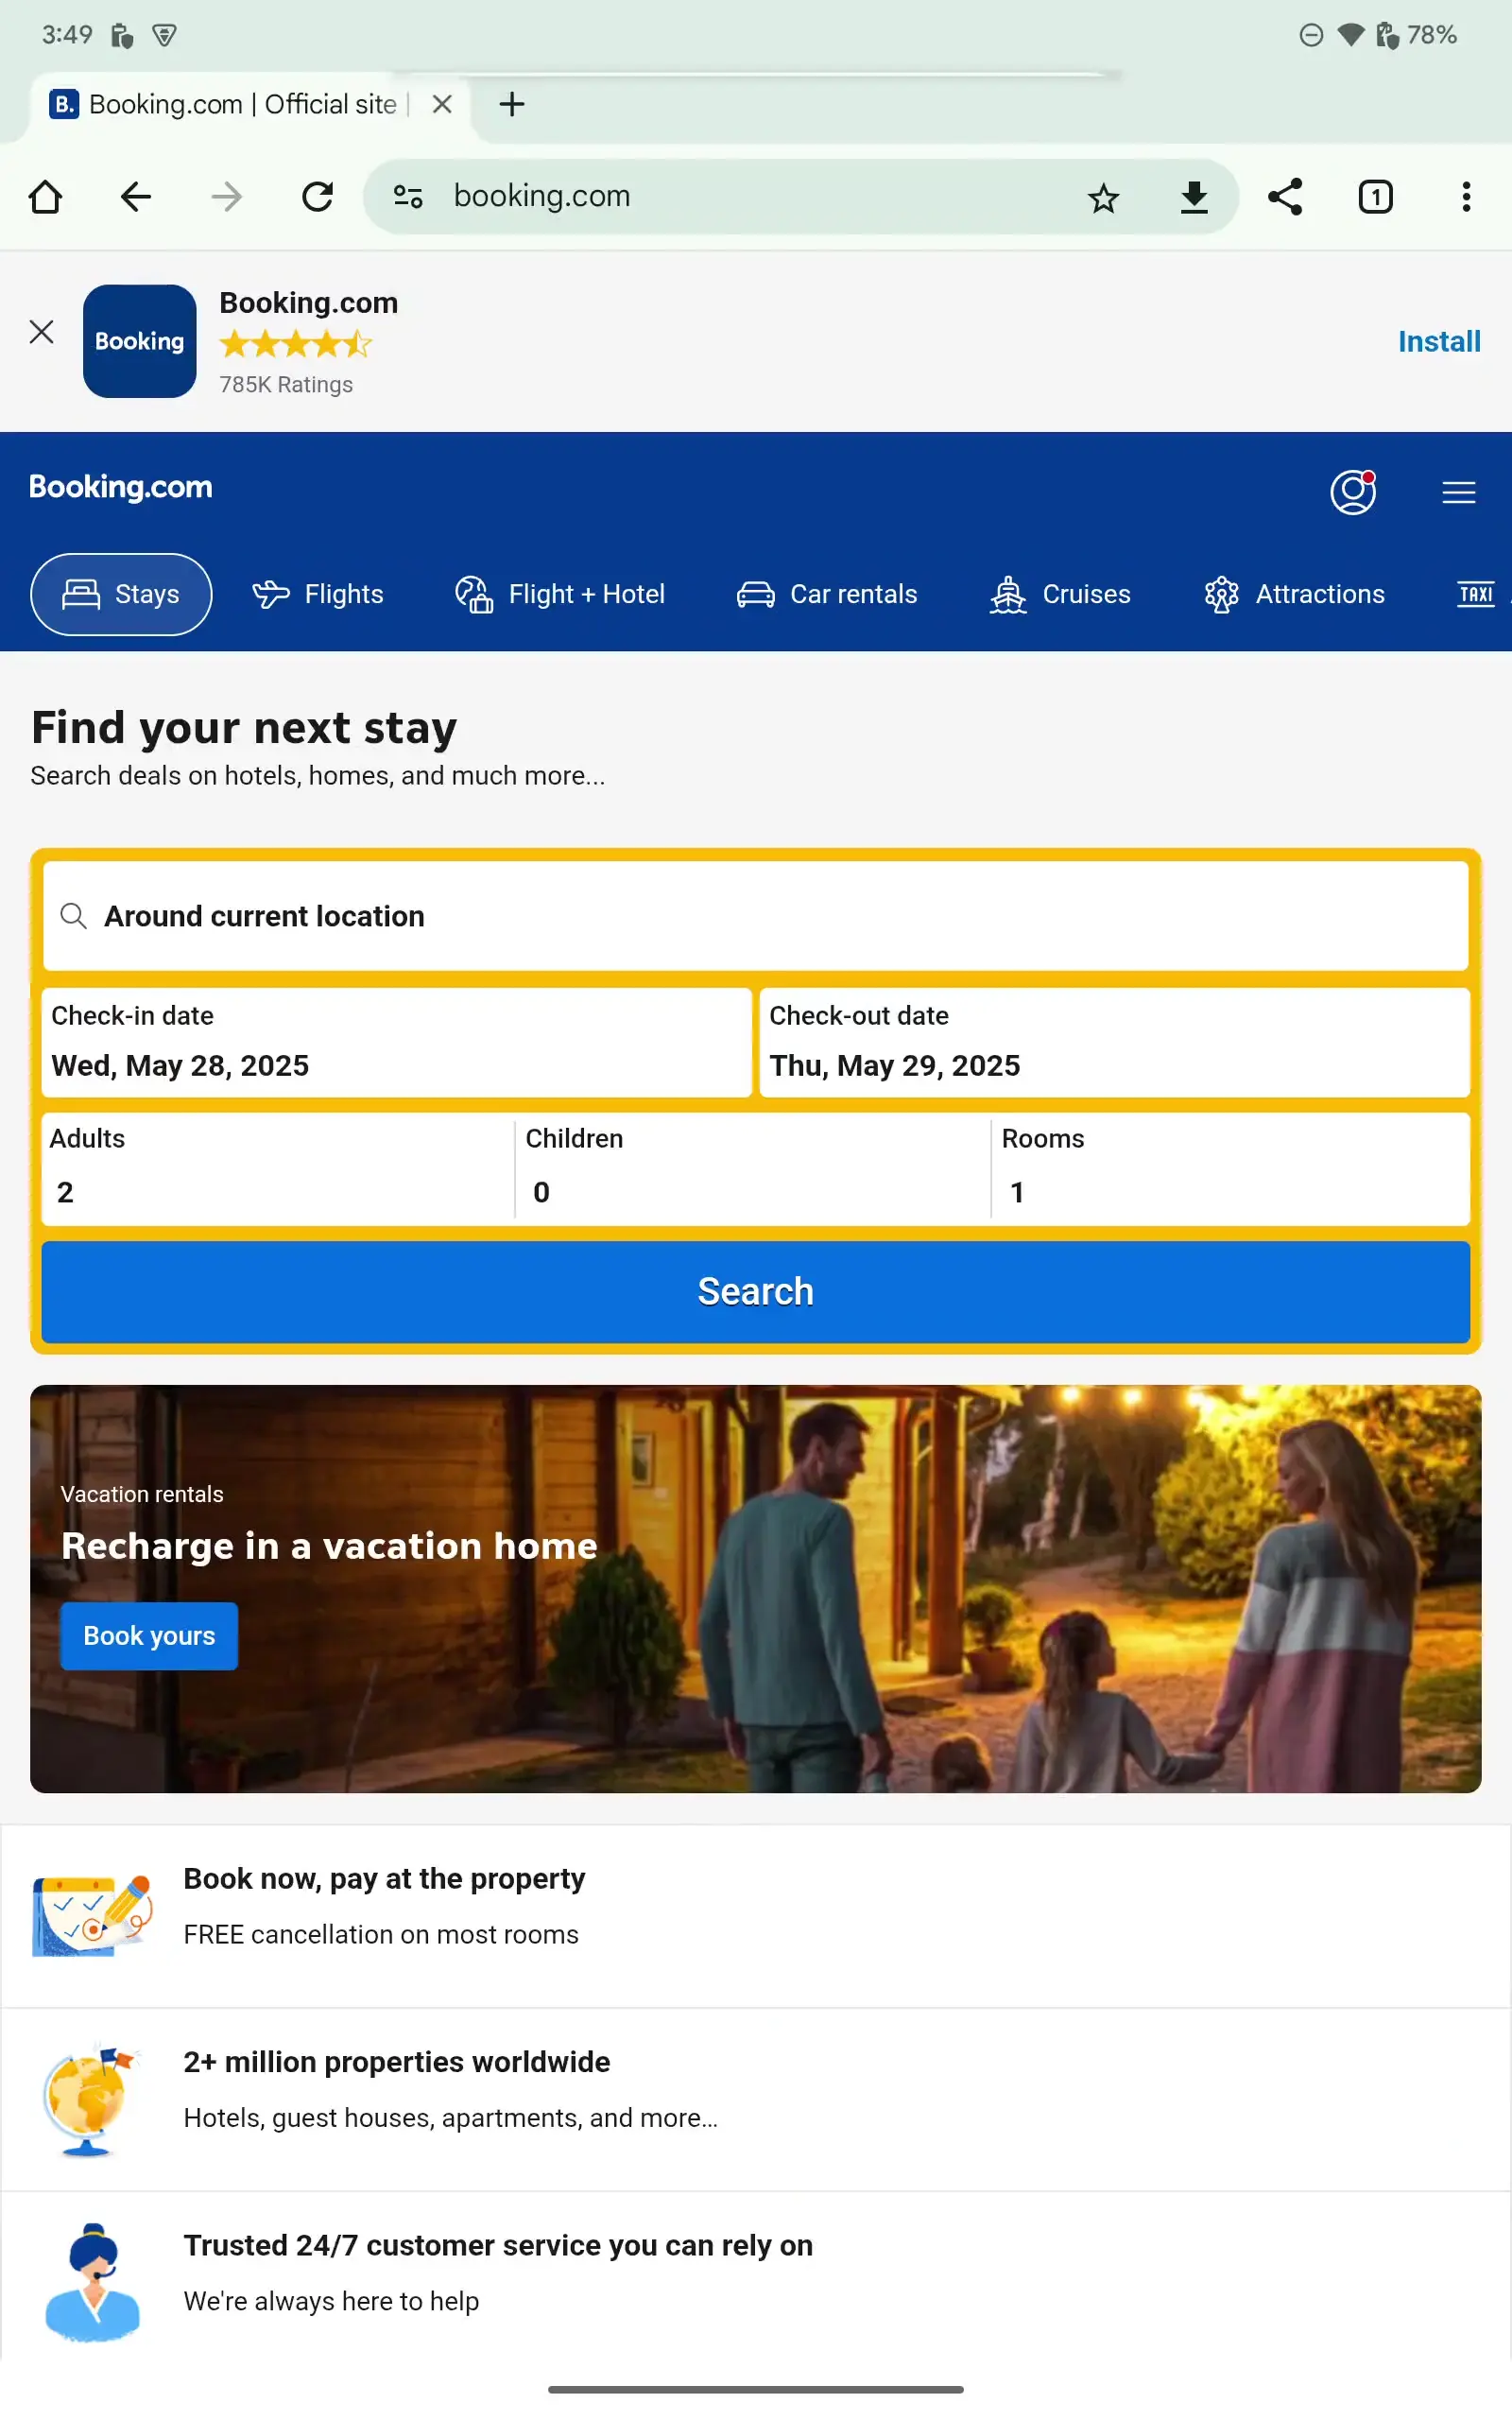 3:49
78%
B. Booking.com | Official site |
booking.com
1
Booking
Booking.com
785K Ratings
Install
Booking.com
Stays
Flights
Flight + Hotel
Car rentals
Cruises
Attractions
TAXI
Find your next stay
Search deals on hotels, homes, and much more...
Around current location
Check-in date
Wed, May 28, 2025
Check-out date
Thu, May 29, 2025
Adults
2
Children
0
Rooms
1
Search
Vacation rentals
Recharge in a vacation home
Book yours
Book now, pay at the property
FREE cancellation on most rooms
2+ million properties worldwide
Hotels, guest houses, apartments, and more...
Trusted 24/7 customer service you can rely on
We're always here to help